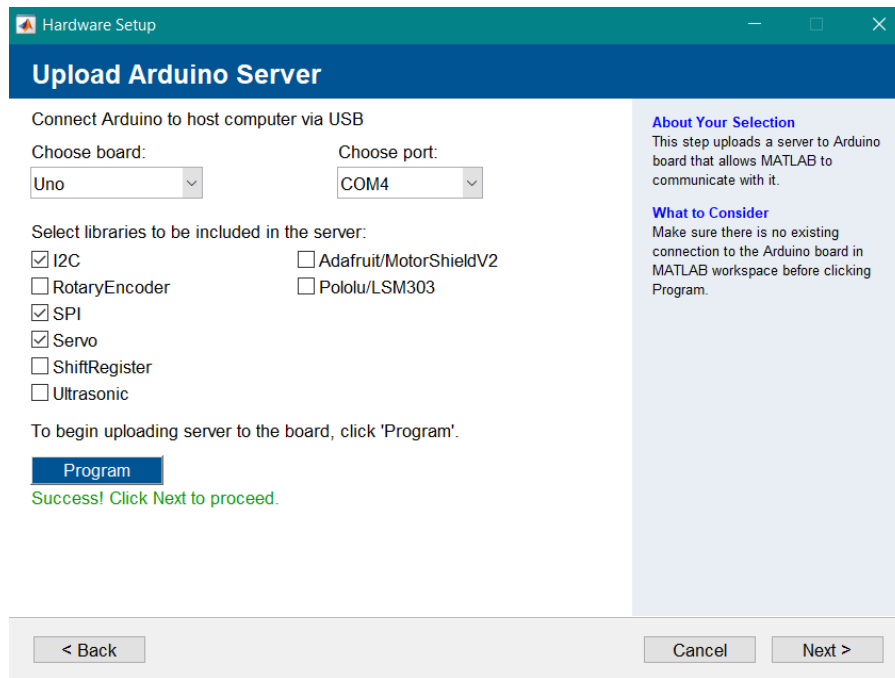 Hardware Setup
Upload Arduino Server
Connect Arduino to host computer via USB
Choose board:
Choose port:
Uno
COM4
Select libraries to be included in the server:
I2C
Adafruit/MotorShieldV2
RotaryEncoder
Pololu/LSM303
SPI
Servo
ShiftRegister
Ultrasonic
To begin uploading server to the board, click 'Program'.
Program
Success! Click Next to proceed.
About Your Selection
This step uploads a server to Arduino
board that allows MATLAB to
communicate with it.
What to Consider
Make sure there is no existing
connection to the Arduino board in
MATLAB workspace before clicking
Program.
< Back
Cancel
Next >